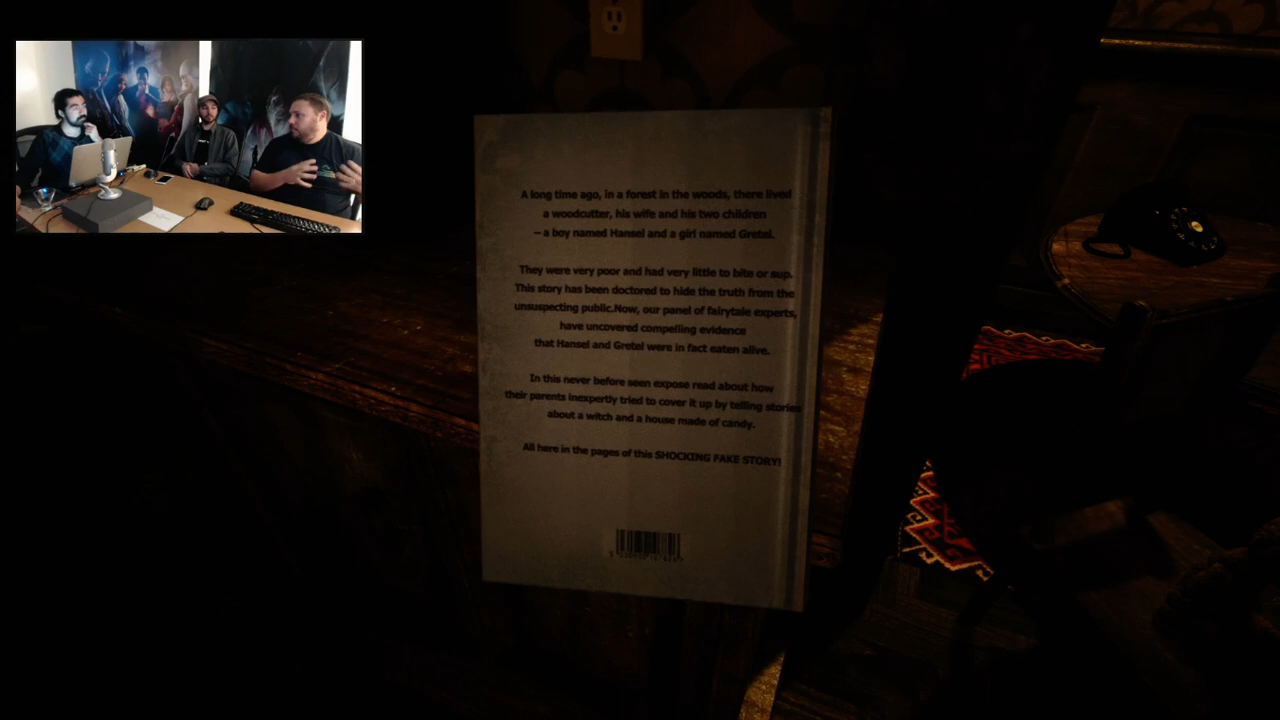 A long time ago, in a forest in the woods, there lived
a woodcutter, his wife and his two children
– a boy named Hansel and a girl named Gretel.
They were very poor and had very little to bite or sup.
This story has been doctored to hide the truth from the
unsuspecting public.Now, our panel of fairytale experts,
have uncovered compelling evidence
that Hansel and Gretel were in fact eaten alive.
In this never before seen expose read about how
their parents inexpertly tried to cover it up by telling stories
about a witch and a house made of candy.
All here in the pages of this SHOCKING FAKE STORY!